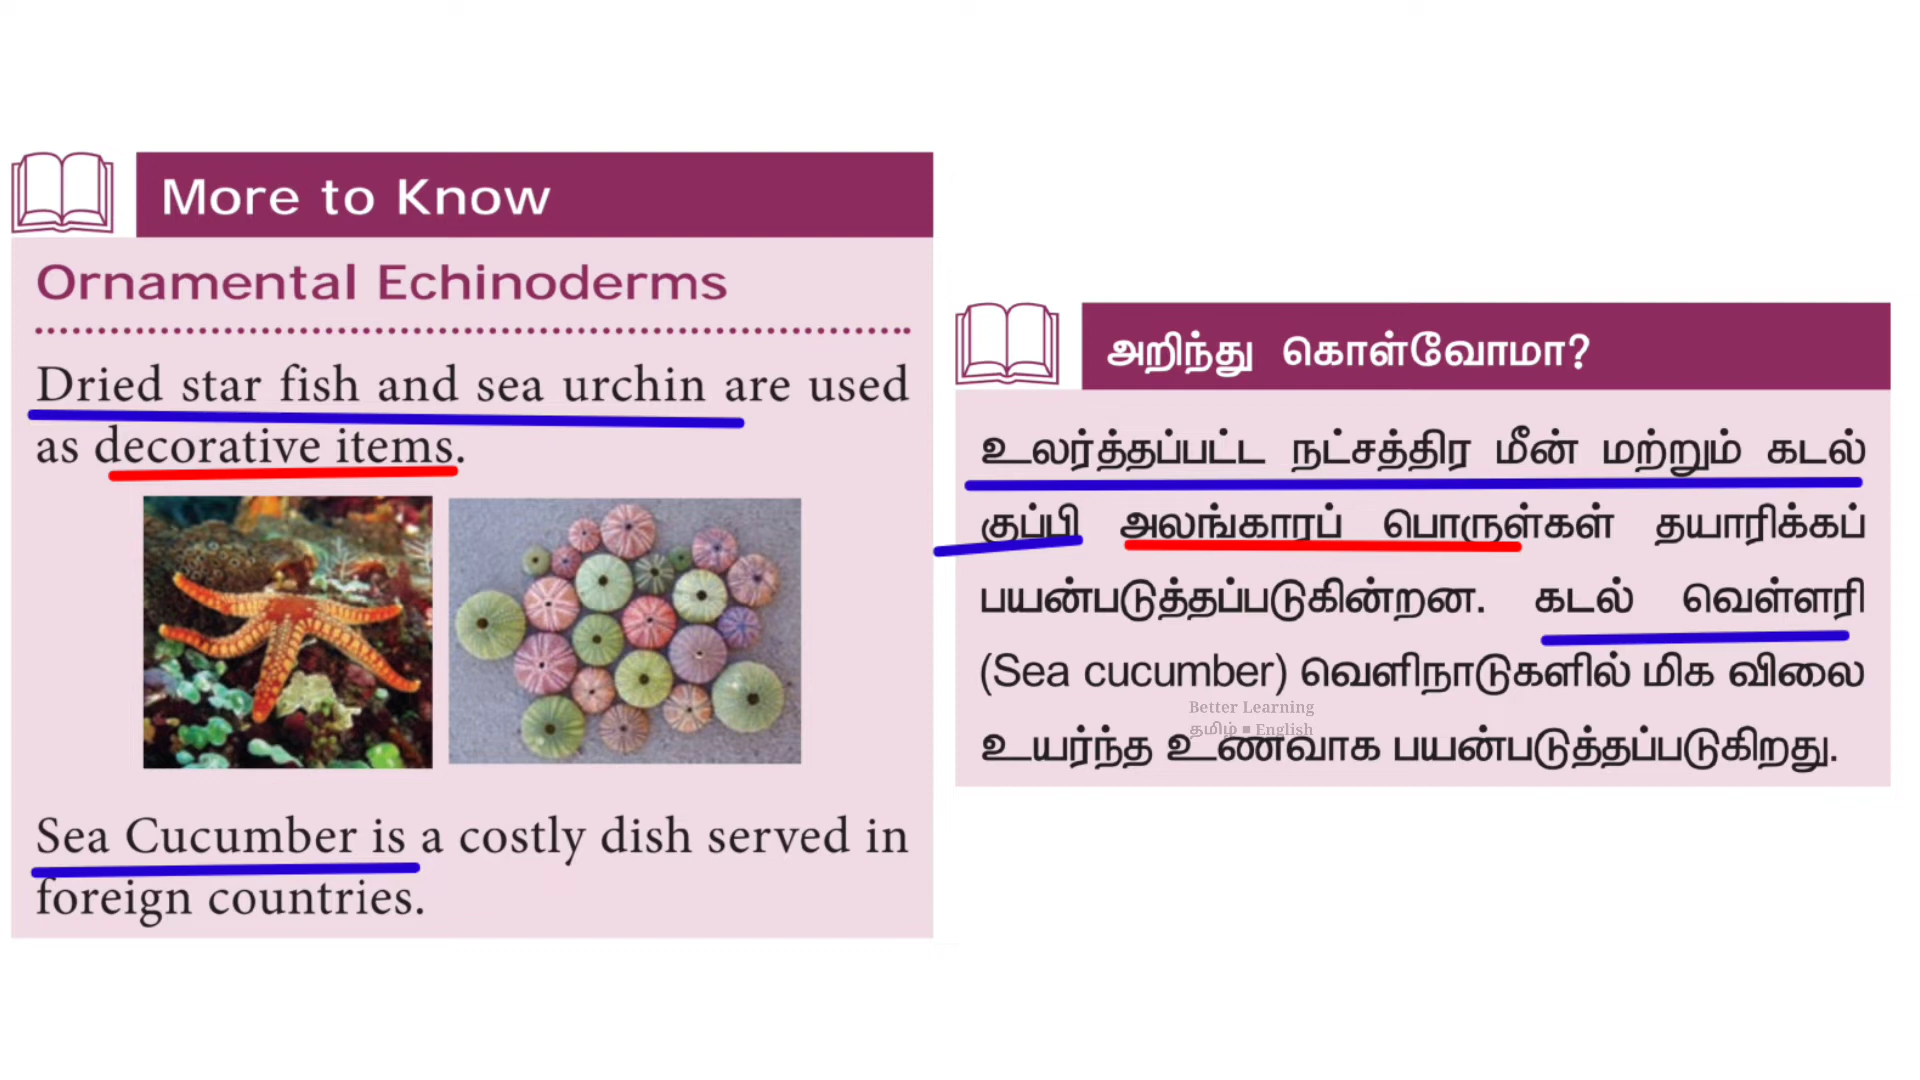 More to Know
Ornamental Echinoderms
Dried star fish and sea urchin are used
as decorative items.
Sea Cucumber is a costly dish served in
foreign countries.
அறிந்து கொள்வோமா?
உலர்த்தப்பட்ட நட்சத்திர மீன் மற்றும் கடல்
குப்பி அலங்காரப் பொருள்கள் தயாரிக்கப்
பயன்படுத்தப்படுகின்றன. கடல் வெள்ளரி
(Sea cucumber) வெளிநாடுகளில் மிக விலை
Better Learning
தமிழ் ■ English
உயர்ந்த உணவாக பயன்படுத்தப்படுகிறது.